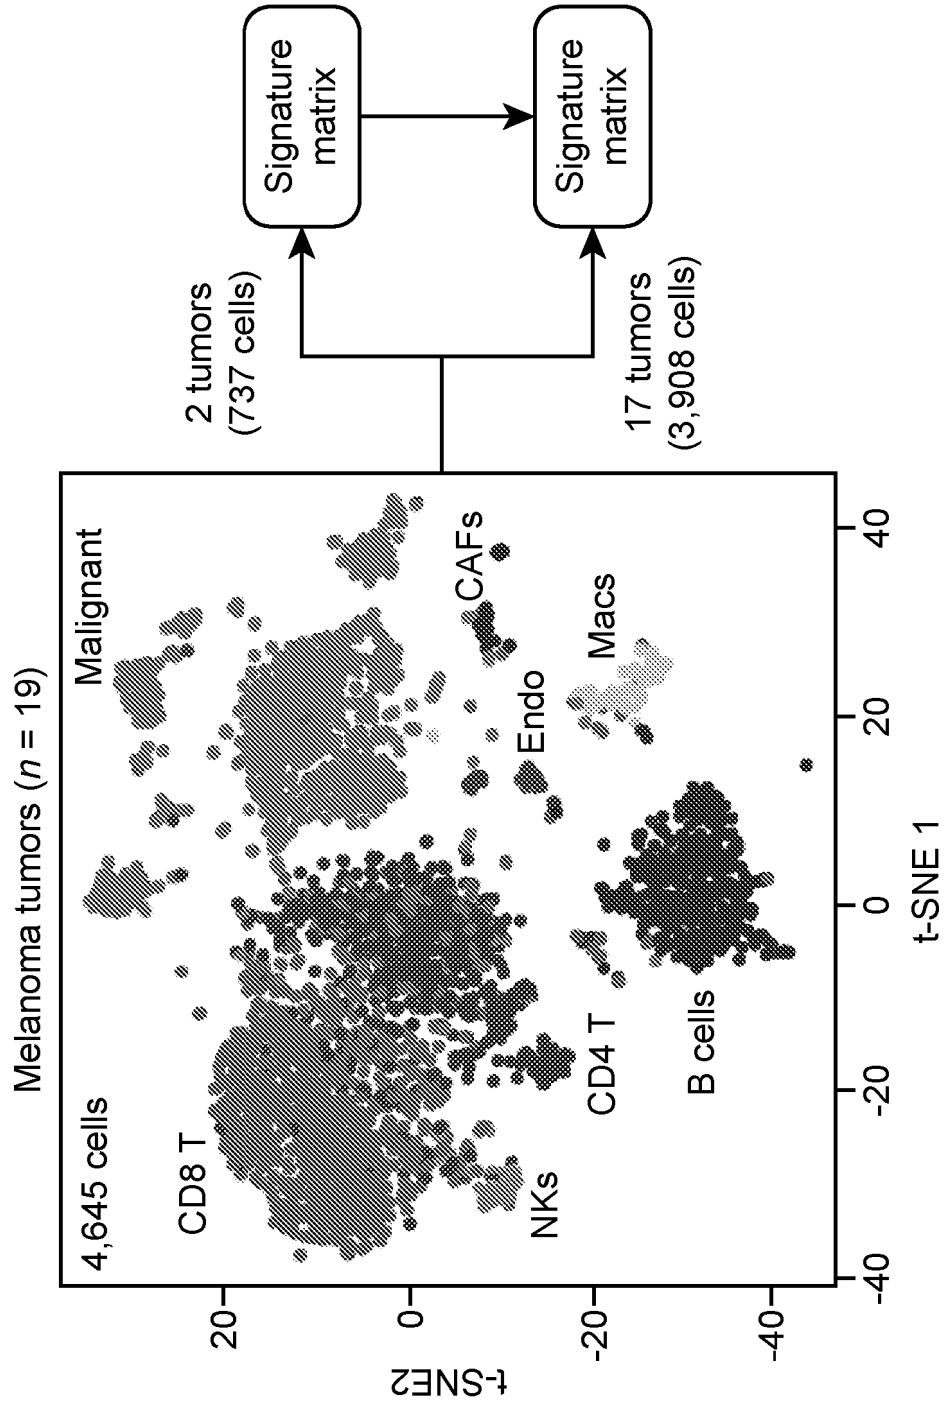 Melanoma tumors (n = 19)
4,645 cells
Malignant
CD8 T
NKs
CD4 T
B cells
Endo
CAFs
Macs
20
0
-20
-40
t-SNE2
-40
-20
0
20
40
t-SNE 1
2 tumors
(737 cells)
17 tumors
(3,908 cells)
Signature
matrix
Signature
matrix